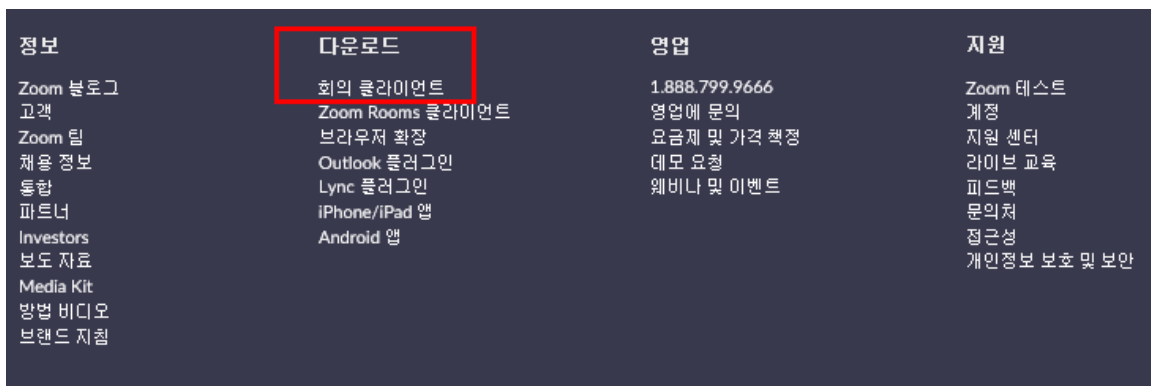 정보
Zoom 블로그
고객
Zoom 팀
채용 정보
통합
파트너
Investors
보도 자료
Media Kit
방법 비디오
브랜드 지침
다운로드
회의 클라이언트
Zoom Rooms 클라이언트
브라우저 확장
Outlook 플러그인
Lync 플러그인
iPhone/iPad 앱
Android 앱
영업
1.888.799.9666
영업에 문의
요금제 및 가격 책정
데모 요청
웨비나 및 이벤트
지원
Zoom 테스트
계정
지원 센터
라이브 교육
피드백
문의처
접근성
개인정보 보호 및 보안